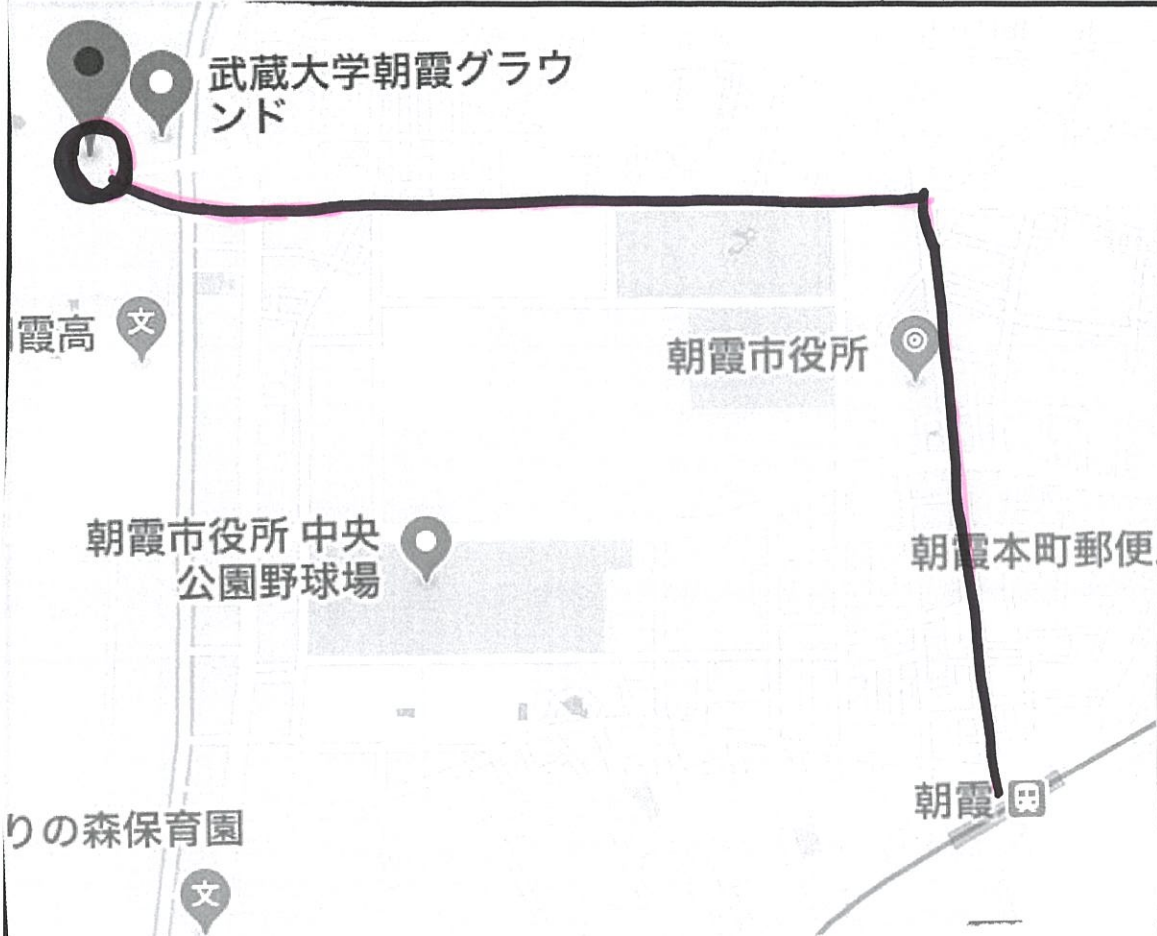 武蔵大学朝霞グラウ
ンド
霞高
文
朝霞市役所
朝霞市役所 中央
公園野球場
朝霞本町郵便
朝霞
りの森保育園
文